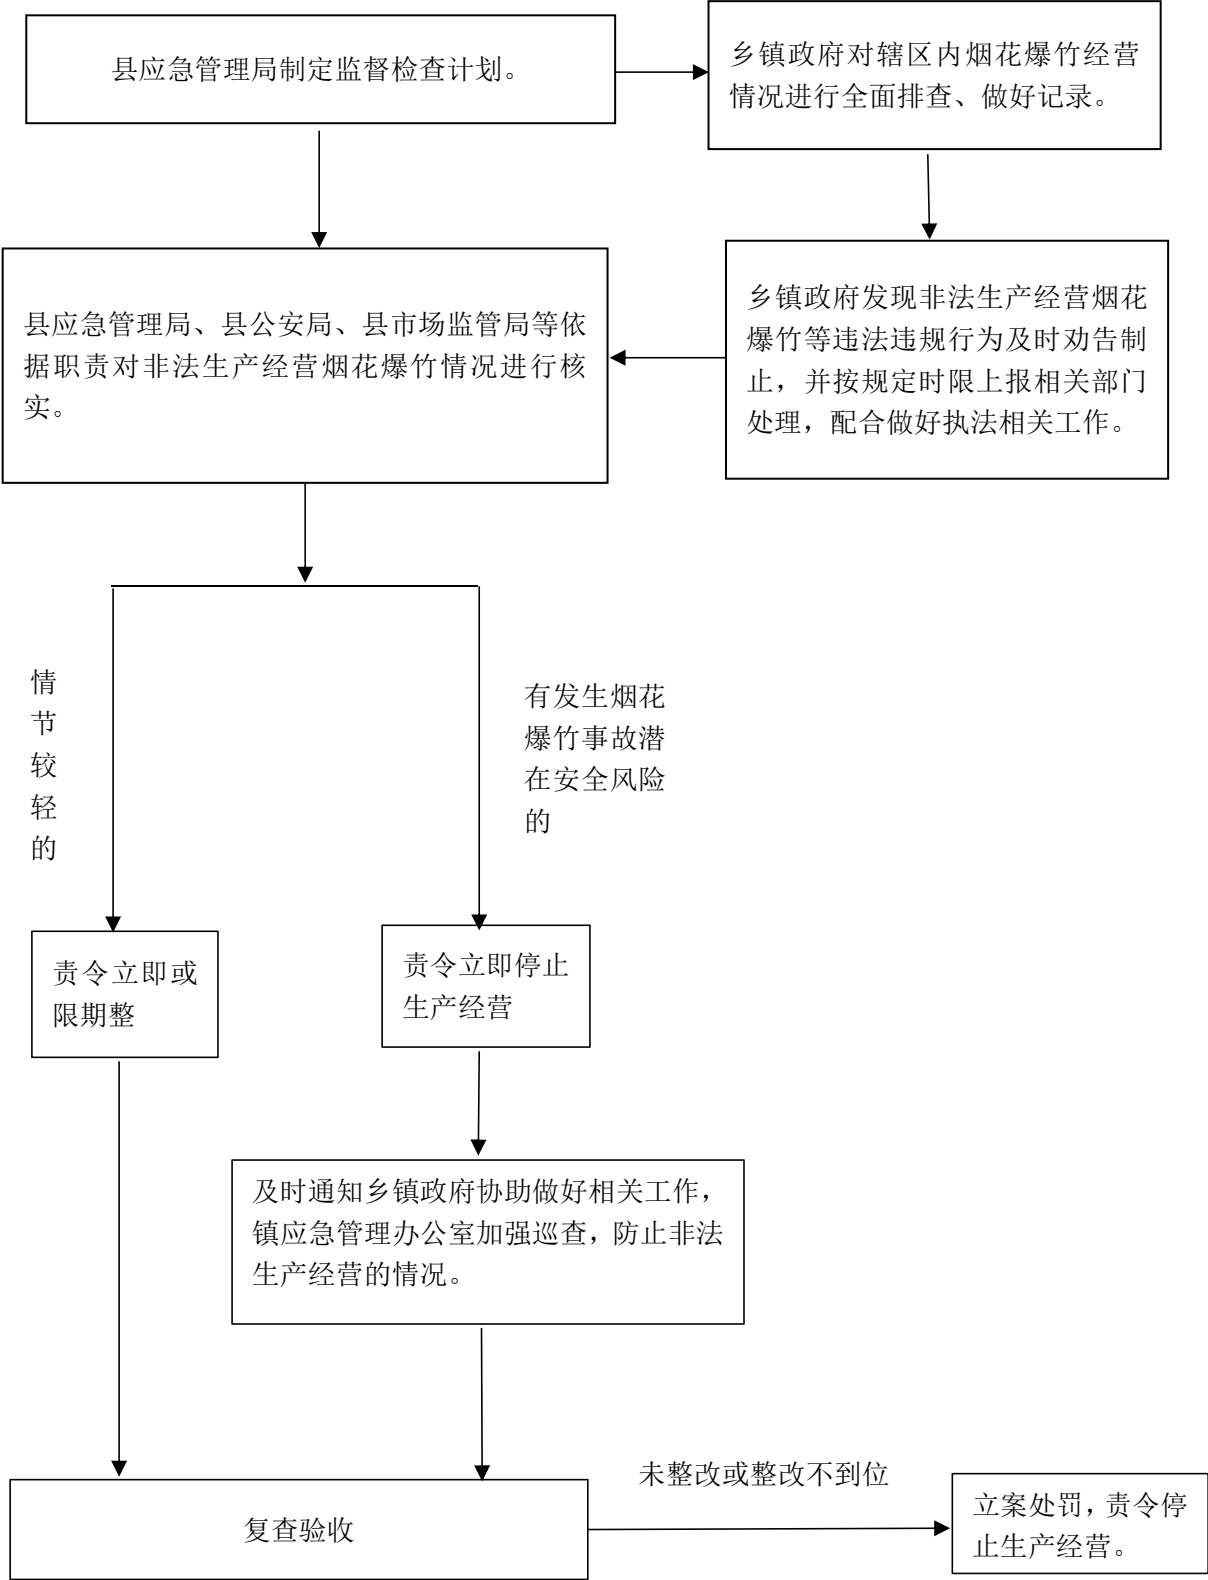 县应急管理局制定监督检查计划。
乡镇政府对辖区内烟花爆竹经营
情况进行全面排查、做好记录。
县应急管理局、县公安局、县市场监管局等依
据职责对非法生产经营烟花爆竹情况进行核
实。
乡镇政府发现非法生产经营烟花
爆竹等违法违规行为及时劝告制
止，并按规定时限上报相关部门
处理，配合做好执法相关工作。
情
节
较
轻
的
有发生烟花
爆竹事故潜
在安全风险
的
责令立即或
限期整
责令立即停止
生产经营
及时通知乡镇政府协助做好相关工作，
镇应急管理办公室加强巡查，防止非法
生产经营的情况。
复查验收
未整改或整改不到位
立案处罚，责令停
止生产经营。